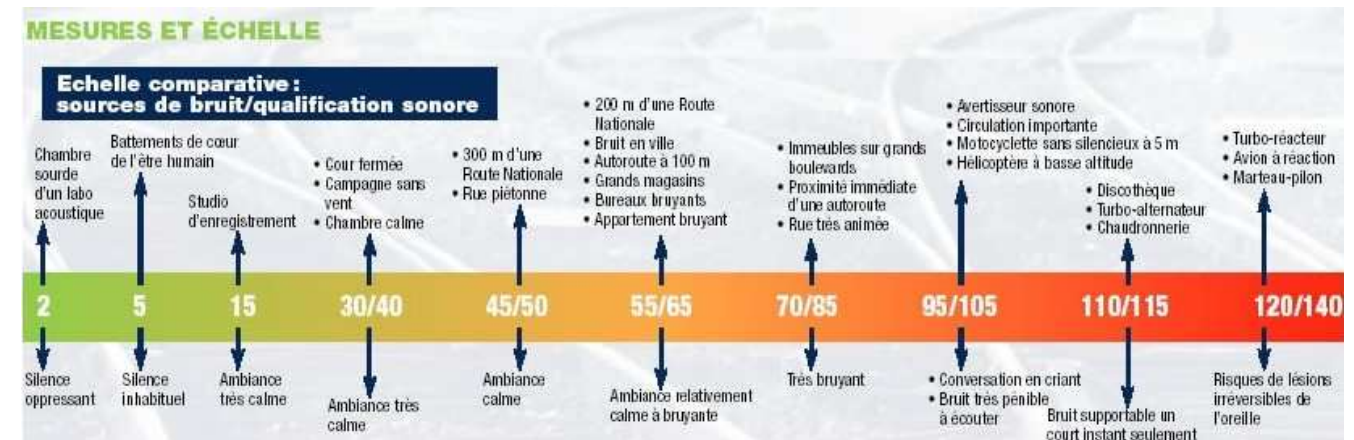 MESURES ET ÉCHELLE
Echelle comparative :
sources de bruit/qualification sonore
Chambre
sourde
d'un labo
acoustique
Battements de cœur
de l'être humain
Studio
d'enregistrement
• Cour fermée
• Campagne sans
vent
• Chambre calme
• 300 m d'une
Route Nationale
• Rue piétonne
• 200 m d'une Route
Nationale
• Bruit en ville
• Autoroute à 100 m
• Grands magasins
• Bureaux bruyants
• Appartement bruyant
• Immeubles sur grands
boulevards
• Proximité immédiate
d'une autoroute
• Rue très animée
• Avertisseur sonore
• Circulation importante
• Motocyclette sans silencieux à 5 m
• Hélicoptère à basse altitude
• Discothèque
• Turbo-alternateur
• Chaudronnerie
• Turbo-réacteur
• Avion à réaction
• Marteau-pilon
2
5
15
30/40
45/50
55/65
70/85
95/105
110/115
120/140
Silence
oppressant
Silence
inhabituel
Ambiance
très calme
Ambiance très
calme
Ambiance
calme
Ambiance relativement
calme à bruyante
Très bruyant
• Conversation en criant
• Bruit très pénible
à écouter
Bruit supportable un
court instant seulement
Risques de lésions
irréversibles de
l'oreille